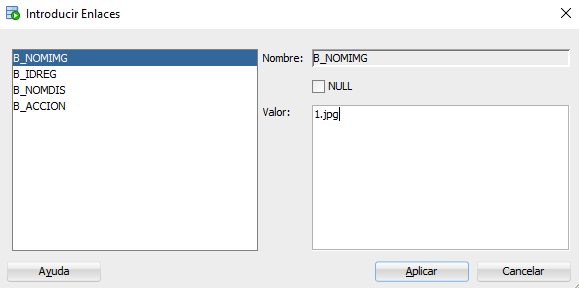 Introducir Enlaces
B_NOMIMG
B_IDREG
B_NOMDIS
B_ACCION
Nombre: B_NOMIMG
NULL
Valor: 1.jpg
Ayuda Aplicar Cancelar